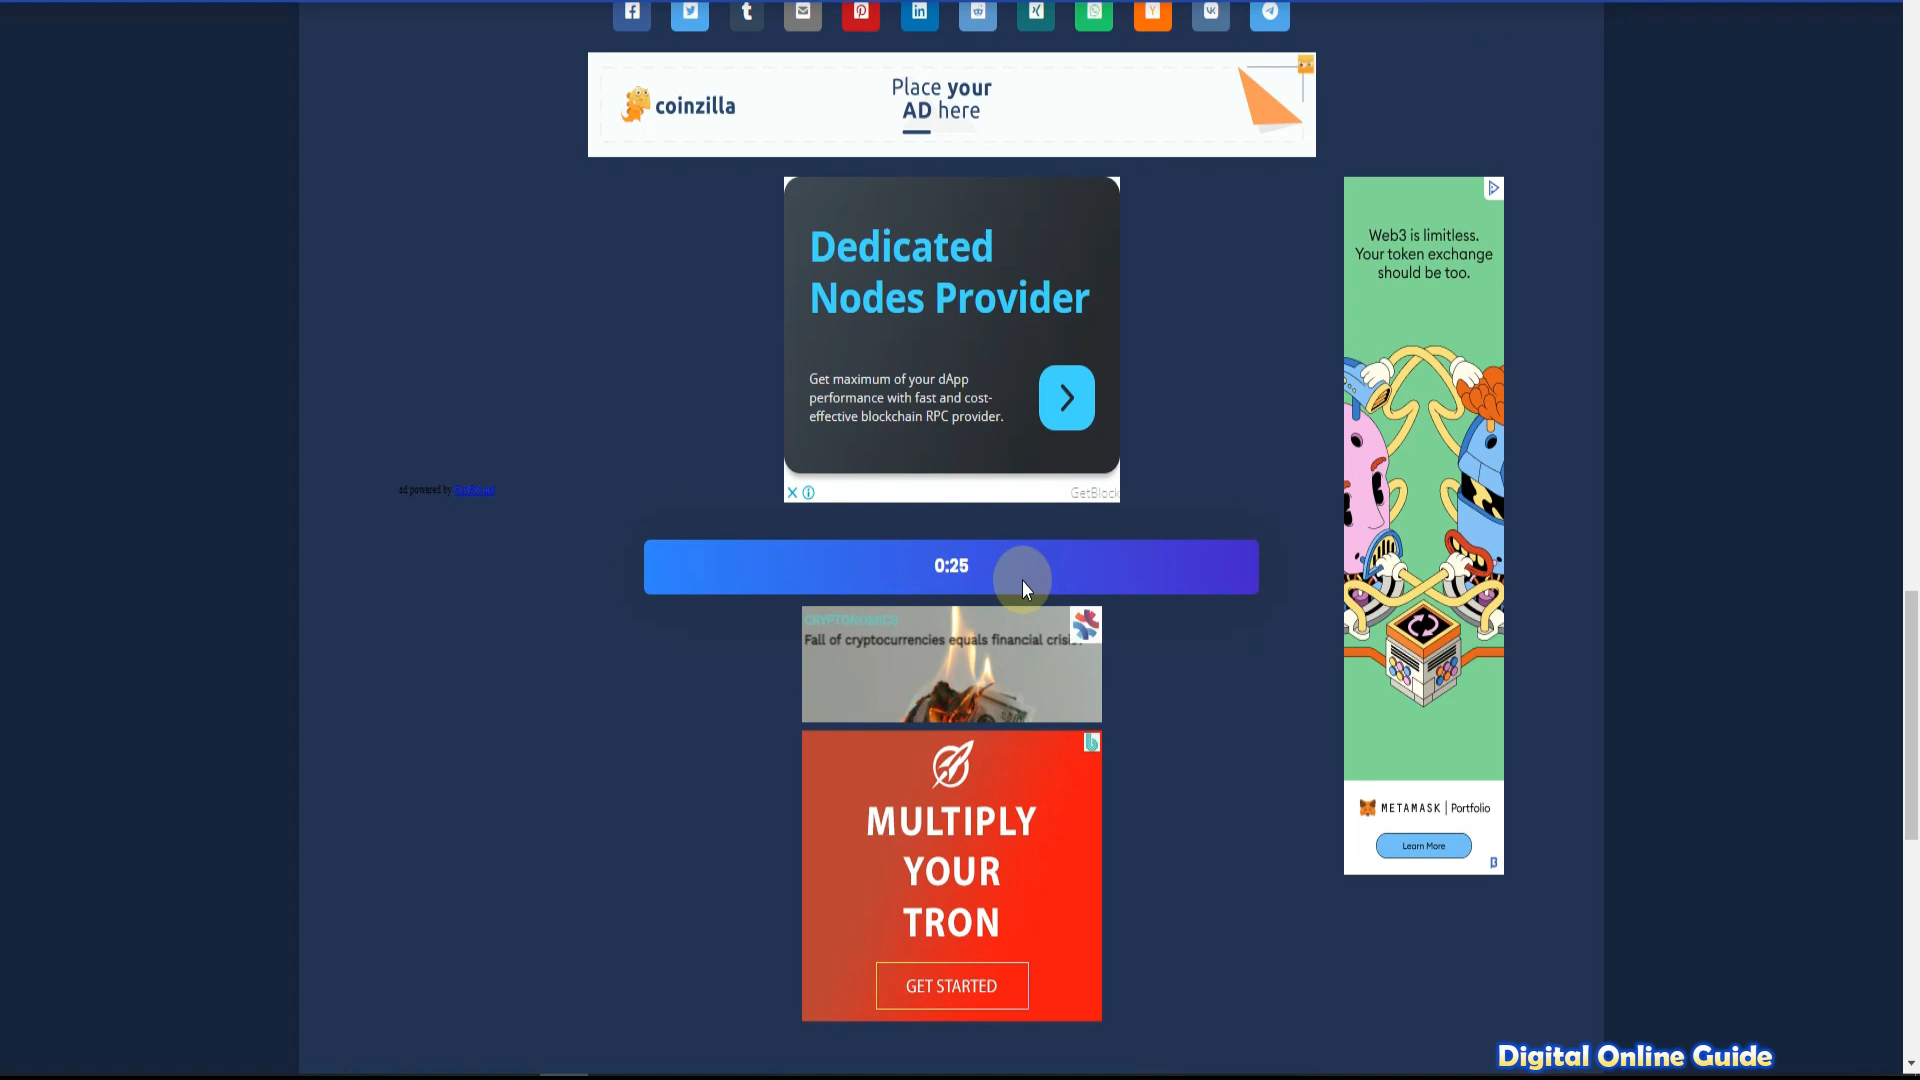 coinzilla
Place your
AD here
Dedicated
Nodes Provider
Get maximum of your dApp
performance with fast and cost-
effective blockchain RPC provider.
GetBlock
Web3 is limitless.
Your token exchange
should be too.
METAMASK | Portfolio
Learn More
ad powered by
0:25
CRYPTONOMICS
Fall of cryptocurrencies equals financial
MULTIPLY
YOUR
TRON
GET STARTED
Digital Online Guide